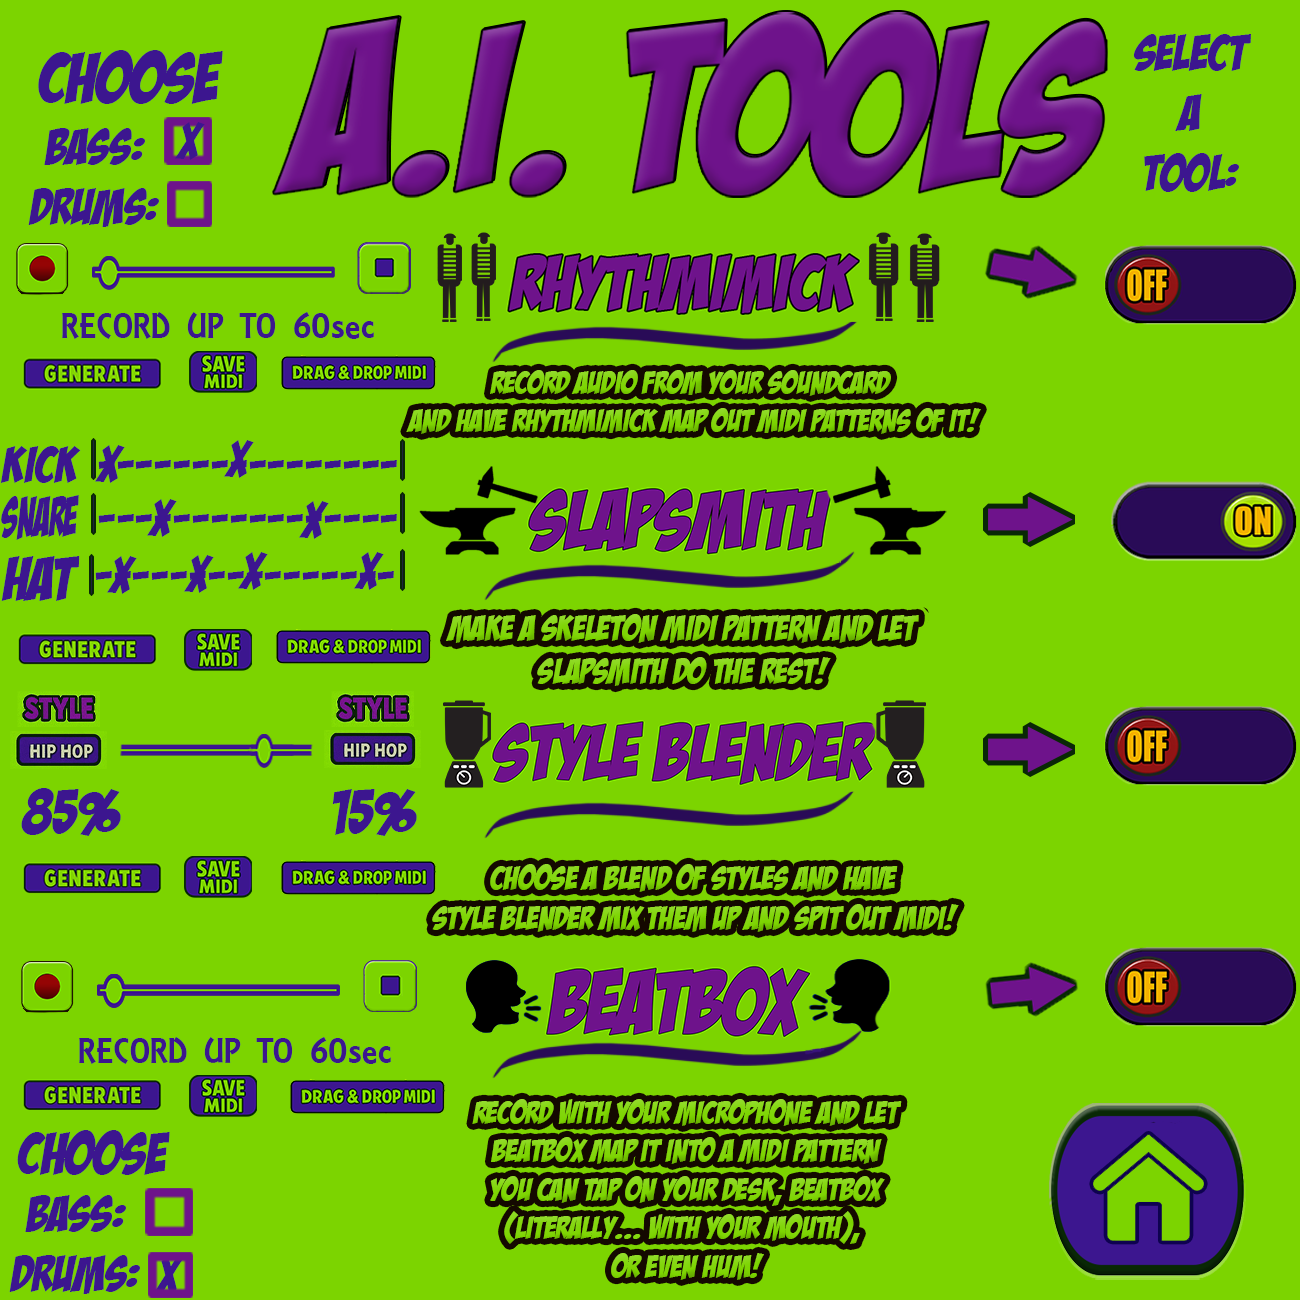 A.I. TOOLS
CHOOSE
BASS: X
DRUMS:
SELECT
A
TOOL:
RECORD UP TO 60sec
GENERATE
SAVE
MIDI
DRAG & DROP MIDI
RHYTHMIMICK
OFF
RECORD AUDIO FROM YOUR SOUNDCARD
AND HAVE RHYTHMIMICK MAP OUT MIDI PATTERNS OF IT!
KICK |X------X--------|
SNARE |---X-------X----|
HAT |-X---X--X-----X-|
GENERATE
SAVE
MIDI
DRAG & DROP MIDI
SLAPSMITH
ON
MAKE A SKELETON MIDI PATTERN AND LET
SLAPSMITH DO THE REST!
STYLE
HIP HOP
85%
STYLE
HIP HOP
15%
GENERATE
SAVE
MIDI
DRAG & DROP MIDI
STYLE BLENDER
OFF
CHOOSE A BLEND OF STYLES AND HAVE
STYLE BLENDER MIX THEM UP AND SPIT OUT MIDI!
RECORD UP TO 60sec
GENERATE
SAVE
MIDI
DRAG & DROP MIDI
CHOOSE
BASS:
DRUMS: X
BEATBOX
OFF
RECORD WITH YOUR MICROPHONE AND LET
BEATBOX MAP IT INTO A MIDI PATTERN
YOU CAN TAP ON YOUR DESK, BEATBOX
(LITERALLY... WITH YOUR MOUTH),
OR EVEN HUM!